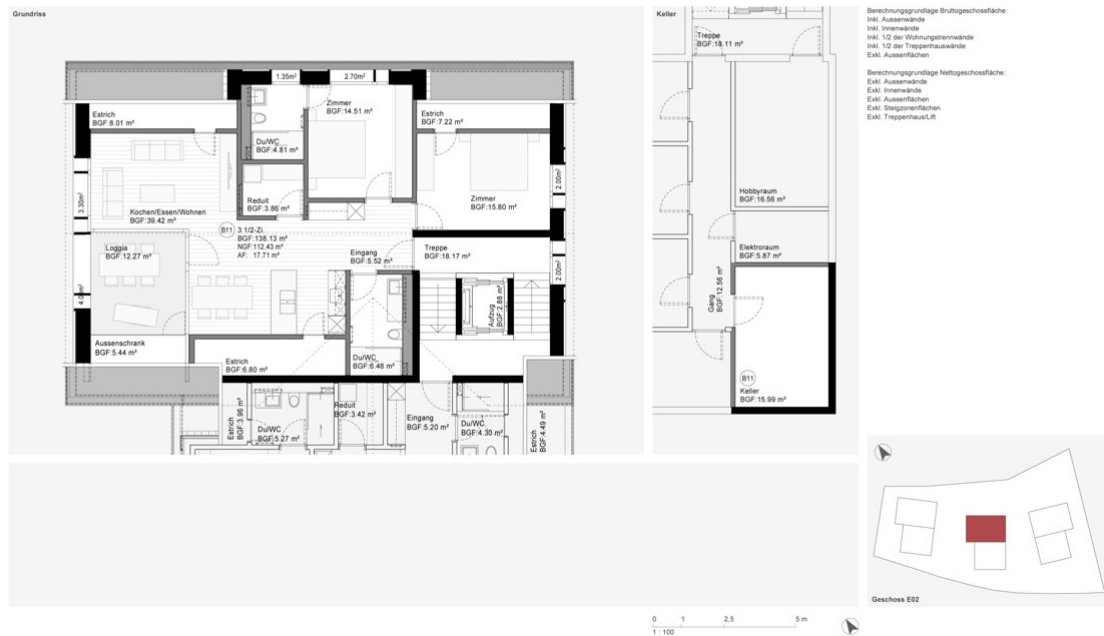 Grundriss
1.35m²
2.70m²
Estrich
BGF:8.01 m²
Du/WC
BGF:4.81 m²
Zimmer
BGF:14.51 m²
Estrich
BGF:7.22 m²
3.30m²
Kochen/Essen/Wohnen
BGF:39.42 m²
Reduit
BGF:3.86 m²
Zimmer
BGF:15.80 m²
2.00m²
B11
3 1/2-Zi.
BGF:138.13 m²
NGF:112.43 m²
AF: 17.71 m²
Loggia
BGF:12.27 m²
Eingang
BGF:5.52 m²
Treppe
BGF:18.17 m²
2.00m²
Aufzug
BGF:2.88 m²
Aussenschrank
BGF:5.44 m²
Estrich
BGF:6.80 m²
Du/WC
BGF:6.48 m²
Estrich
BGF:3.96 m²
Du/WC
BGF:5.27 m²
Reduit
BGF:3.42 m²
Eingang
BGF:5.20 m²
Du/WC
BGF:4.30 m²
Estrich
BGF:4.49 m²
Keller
Treppe
BGF:18.11 m²
Hobbyraum
BGF:16.56 m²
Elektroraum
BGF:5.87 m²
Gang
BGF:12.56 m²
B11
Keller
BGF:15.99 m²
Berechnungsgrundlage Bruttogeschossfläche:
Inkl. Aussenwände
Inkl. Innenwände
Inkl. 1/2 der Wohnungstrennwände
Inkl. 1/2 der Treppenhauswände
Exkl. Aussenflächen
Berechnungsgrundlage Nettogeschossfläche:
Exkl. Aussenwände
Exkl. Innenwände
Exkl. Aussenflächen
Exkl. Steigzonenflächen
Exkl. Treppenhaus/Lift
Geschoss E02
0 1 2,5 5 m
1 : 100